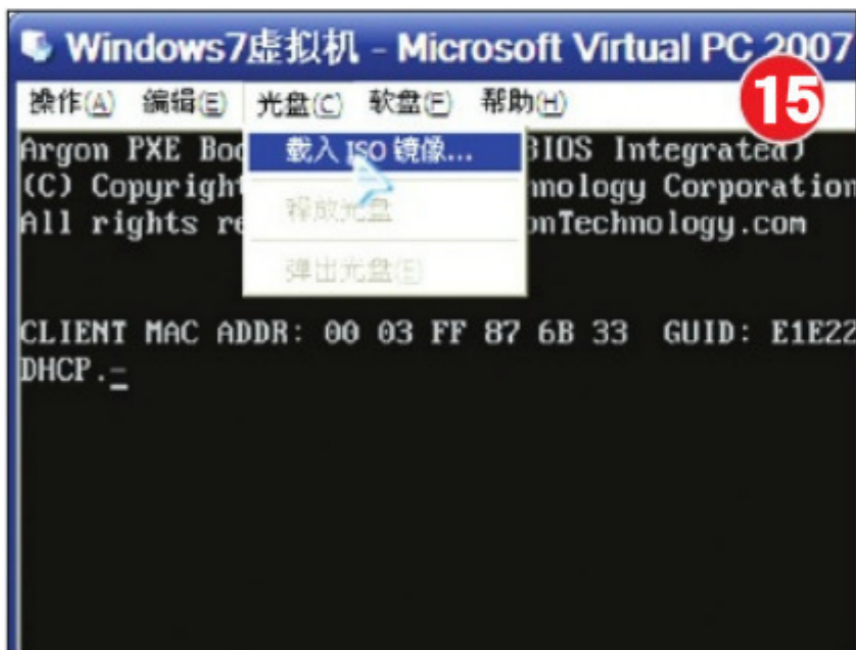 Windows7虚拟机 - Microsoft Virtual PC 2007
15
操作(A) 编辑(E) 光盘(C) 软盘(F) 帮助(H)
载入 ISO 镜像...
释放光盘
弹出光盘(E)
Argon PXE Boo BIOS Integrated)
(C) Copyright hnology Corporation
All rights re onTechnology.com
CLIENT MAC ADDR: 00 03 FF 87 6B 33 GUID: E1E22
DHCP.-